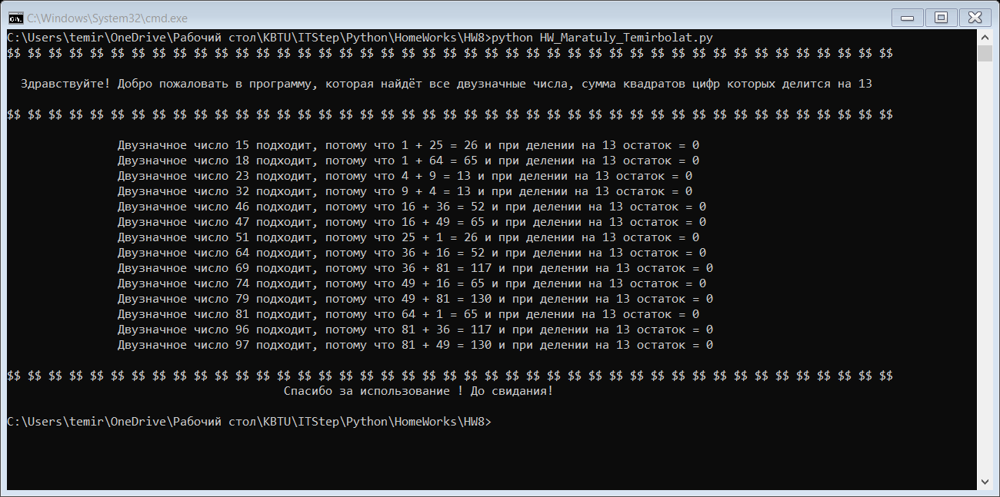 C:\Windows\System32\cmd.exe
C:\Users\temir\OneDrive\Рабочий стол\KBTU\ITStep\Python\HomeWorks\HW8>python HW_Maratuly_Temirbolat.py
$$ $$ $$ $$ $$ $$ $$ $$ $$ $$ $$ $$ $$ $$ $$ $$ $$ $$ $$ $$ $$ $$ $$ $$ $$ $$ $$ $$ $$ $$ $$ $$ $$ $$ $$ $$ $$ $$ $$ $$ $$ $$ $$
Здравствуйте! Добро пожаловать в программу, которая найдёт все двузначные числа, сумма квадратов цифр которых делится на 13
$$ $$ $$ $$ $$ $$ $$ $$ $$ $$ $$ $$ $$ $$ $$ $$ $$ $$ $$ $$ $$ $$ $$ $$ $$ $$ $$ $$ $$ $$ $$ $$ $$ $$ $$ $$ $$ $$ $$ $$ $$ $$ $$
Двузначное число 15 подходит, потому что 1 + 25 = 26 и при делении на 13 остаток = 0
Двузначное число 18 подходит, потому что 1 + 64 = 65 и при делении на 13 остаток = 0
Двузначное число 23 подходит, потому что 4 + 9 = 13 и при делении на 13 остаток = 0
Двузначное число 32 подходит, потому что 9 + 4 = 13 и при делении на 13 остаток = 0
Двузначное число 46 подходит, потому что 16 + 36 = 52 и при делении на 13 остаток = 0
Двузначное число 47 подходит, потому что 16 + 49 = 65 и при делении на 13 остаток = 0
Двузначное число 51 подходит, потому что 25 + 1 = 26 и при делении на 13 остаток = 0
Двузначное число 64 подходит, потому что 36 + 16 = 52 и при делении на 13 остаток = 0
Двузначное число 69 подходит, потому что 36 + 81 = 117 и при делении на 13 остаток = 0
Двузначное число 74 подходит, потому что 49 + 16 = 65 и при делении на 13 остаток = 0
Двузначное число 79 подходит, потому что 49 + 81 = 130 и при делении на 13 остаток = 0
Двузначное число 81 подходит, потому что 64 + 1 = 65 и при делении на 13 остаток = 0
Двузначное число 96 подходит, потому что 81 + 36 = 117 и при делении на 13 остаток = 0
Двузначное число 97 подходит, потому что 81 + 49 = 130 и при делении на 13 остаток = 0
$$ $$ $$ $$ $$ $$ $$ $$ $$ $$ $$ $$ $$ $$ $$ $$ $$ $$ $$ $$ $$ $$ $$ $$ $$ $$ $$ $$ $$ $$ $$ $$ $$ $$ $$ $$ $$ $$ $$ $$ $$ $$ $$
Спасибо за использование ! До свидания!
C:\Users\temir\OneDrive\Рабочий стол\KBTU\ITStep\Python\HomeWorks\HW8>